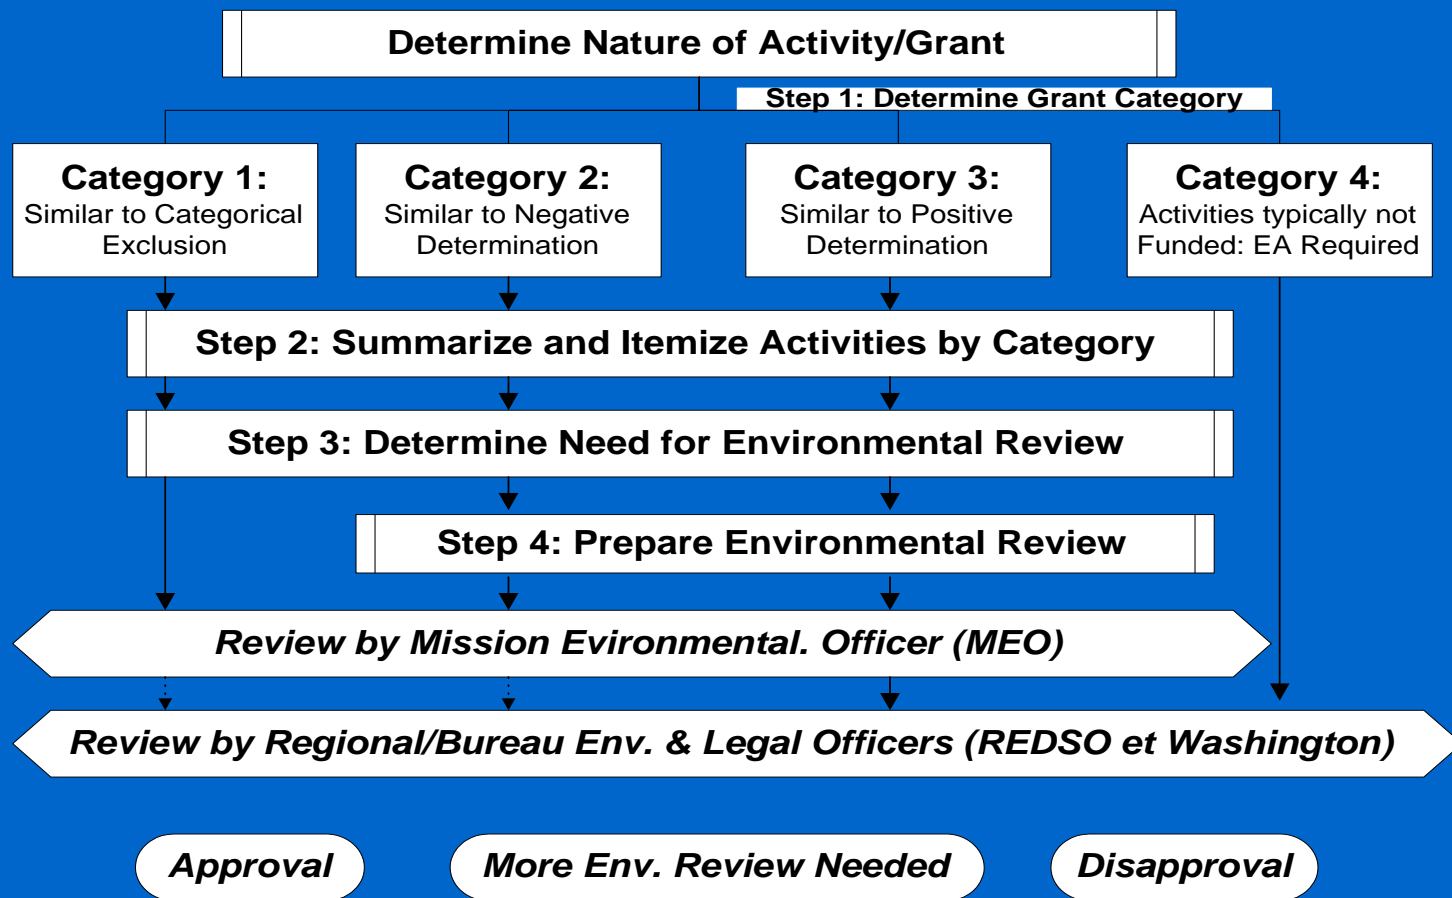 Determine Nature of Activity/Grant
Step 1: Determine Grant Category
Category 1:
Similar to Categorical
Exclusion
Category 2:
Similar to Negative
Determination
Category 3:
Similar to Positive
Determination
Category 4:
Activities typically not
Funded: EA Required
Step 2: Summarize and Itemize Activities by Category
Step 3: Determine Need for Environmental Review
Step 4: Prepare Environmental Review
Review by Mission Evironmental. Officer (MEO)
Review by Regional/Bureau Env. & Legal Officers (REDSO et Washington)
Approval
More Env. Review Needed
Disapproval